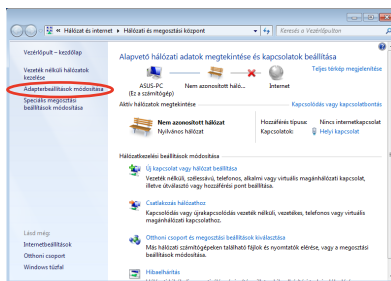 « Hálózat és internet ▸ Hálózati és megosztási központ
Keresés a Vezérlőpulton
Vezérlőpult – kezdőlap
Vezeték nélküli hálózatok
kezelése
Adapterbeállítások módosítása
Speciális megosztási
beállítások módosítása
Lásd még:
Internetbeállítások
Otthoni csoport
Windows tűzfal
Alapvető hálózati adatok megtekintése és kapcsolatok beállítása
Teljes térkép megjelenítése
ASUS-PC
(Ez a számítógép)
Nem azonosított háló...
Internet
Aktív hálózatok megtekintése
Kapcsolódás vagy kapcsolatbontás
Nem azonosított hálózat
Nyilvános hálózat
Hozzáférés típusa: Nincs internetkapcsolat
Kapcsolatok: Helyi kapcsolat
Hálózatkezelési beállítások módosítása
Új kapcsolat vagy hálózat beállítása
Vezeték nélküli, szélessávú, telefonos, alkalmi vagy virtuális magánhálózati kapcsolat,
illetve útválasztó vagy hozzáférési pont beállítása.
Csatlakozás hálózathoz
Kapcsolódás vagy újrakapcsolódás vezeték nélküli, vezetékes, telefonos vagy virtuális
magánhálózati kapcsolathoz.
Otthoni csoport és megosztási beállítások kiválasztása
Más hálózati számítógépeken található fájlok és nyomtatók elérése, vagy a megosztási
beállítások módosítása.
Hibaelhárítás